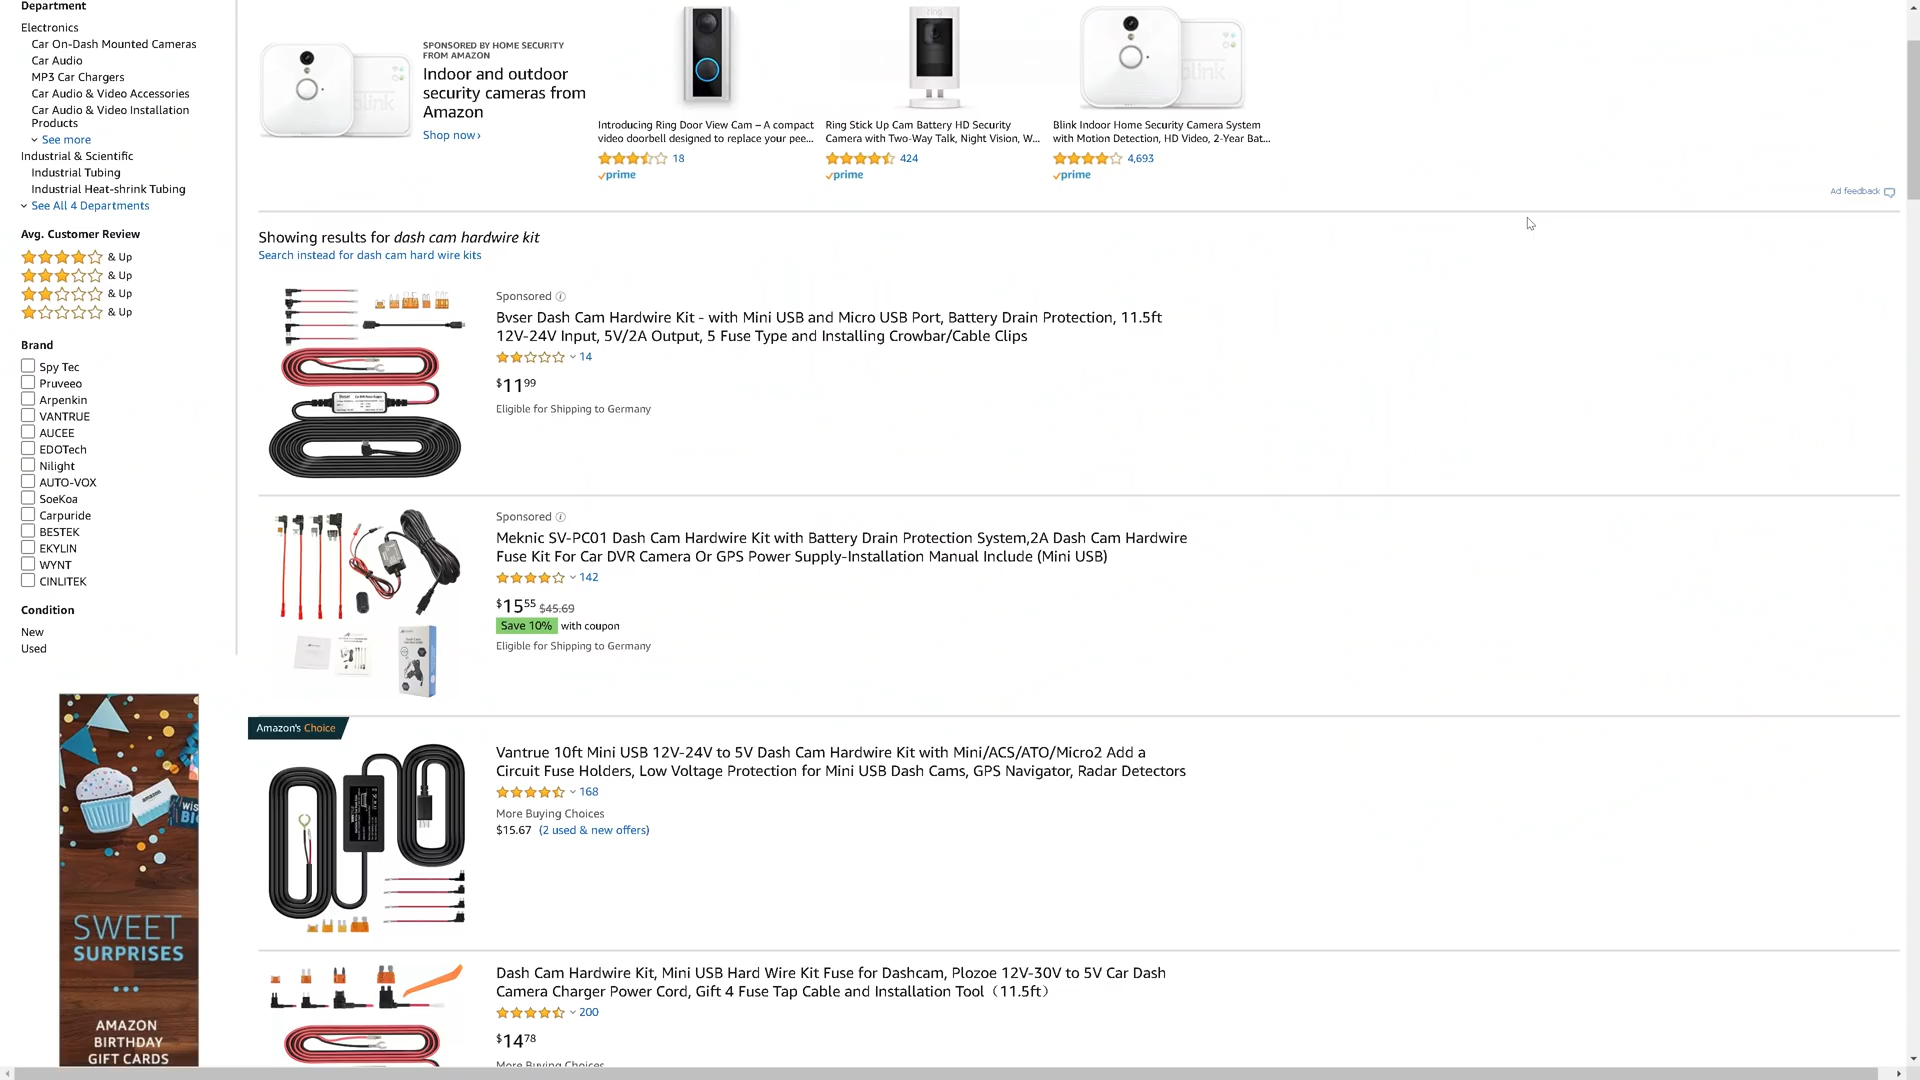 Department
Electronics
Car On-Dash Mounted Cameras
Car Audio
MP3 Car Chargers
Car Audio & Video Accessories
Car Audio & Video Installation
Products
See more
Industrial & Scientific
Industrial Tubing
Industrial Heat-shrink Tubing
See All 4 Departments
Avg. Customer Review
& Up
& Up
& Up
& Up
Brand
Spy Tec
Pruveeo
Arpenkin
VANTRUE
AUCEE
EDOTech
Nilight
AUTO-VOX
SoeKoa
Carpuride
BESTEK
EKYLIN
WYNT
CINLITEK
Condition
New
Used
SWEET
SURPRISES
AMAZON
BIRTHDAY
GIFT CARDS
blink
SPONSORED BY HOME SECURITY
FROM AMAZON
Indoor and outdoor
security cameras from
Amazon
Shop now›
Introducing Ring Door View Cam – A compact
video doorbell designed to replace your pee...
18
prime
ring
Ring Stick Up Cam Battery HD Security
Camera with Two-Way Talk, Night Vision, W...
424
prime
blink
Blink Indoor Home Security Camera System
with Motion Detection, HD Video, 2-Year Bat...
4,693
prime
Ad feedback
Showing results for dash cam hardwire kit
Search instead for dash cam hard wire kits
Sponsored
Bvser Dash Cam Hardwire Kit - with Mini USB and Micro USB Port, Battery Drain Protection, 11.5ft
12V-24V Input, 5V/2A Output, 5 Fuse Type and Installing Crowbar/Cable Clips
14
$11 99
Eligible for Shipping to Germany
Sponsored
Meknic SV-PC01 Dash Cam Hardwire Kit with Battery Drain Protection System,2A Dash Cam Hardwire
Fuse Kit For Car DVR Camera Or GPS Power Supply-Installation Manual Include (Mini USB)
142
$15 55 $45.69
Save 10% with coupon
Eligible for Shipping to Germany
Amazon's Choice
Vantrue 10ft Mini USB 12V-24V to 5V Dash Cam Hardwire Kit with Mini/ACS/ATO/Micro2 Add a
Circuit Fuse Holders, Low Voltage Protection for Mini USB Dash Cams, GPS Navigator, Radar Detectors
168
More Buying Choices
$15.67 (2 used & new offers)
Dash Cam Hardwire Kit, Mini USB Hard Wire Kit Fuse for Dashcam, Plozoe 12V-30V to 5V Car Dash
Camera Charger Power Cord, Gift 4 Fuse Tap Cable and Installation Tool（11.5ft）
200
$14 78
More Buying Choices